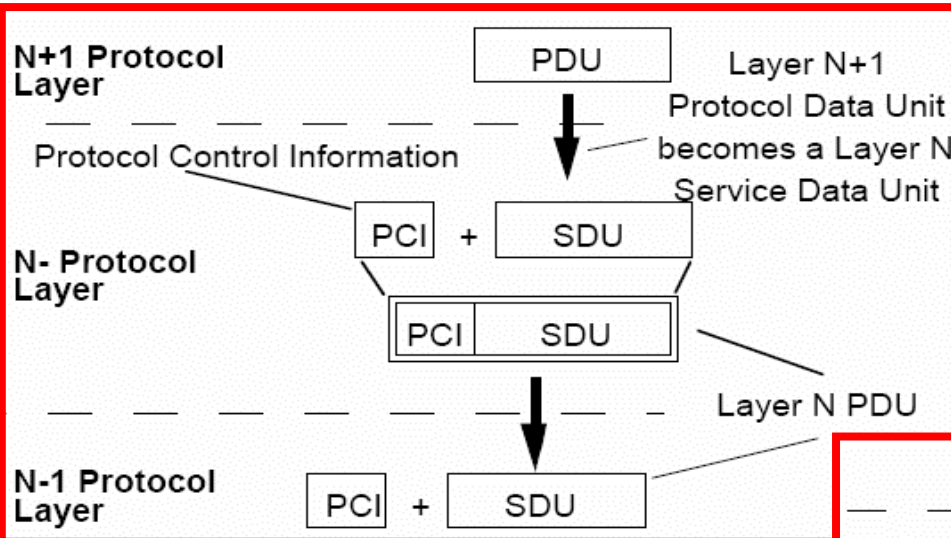 N+1 Protocol
Layer
PDU
Layer N+1
Protocol Data Unit
becomes a Layer N
Service Data Unit
Protocol Control Information
N- Protocol
Layer
PCI + SDU
PCI SDU
Layer N PDU
N-1 Protocol
Layer
PCI + SDU